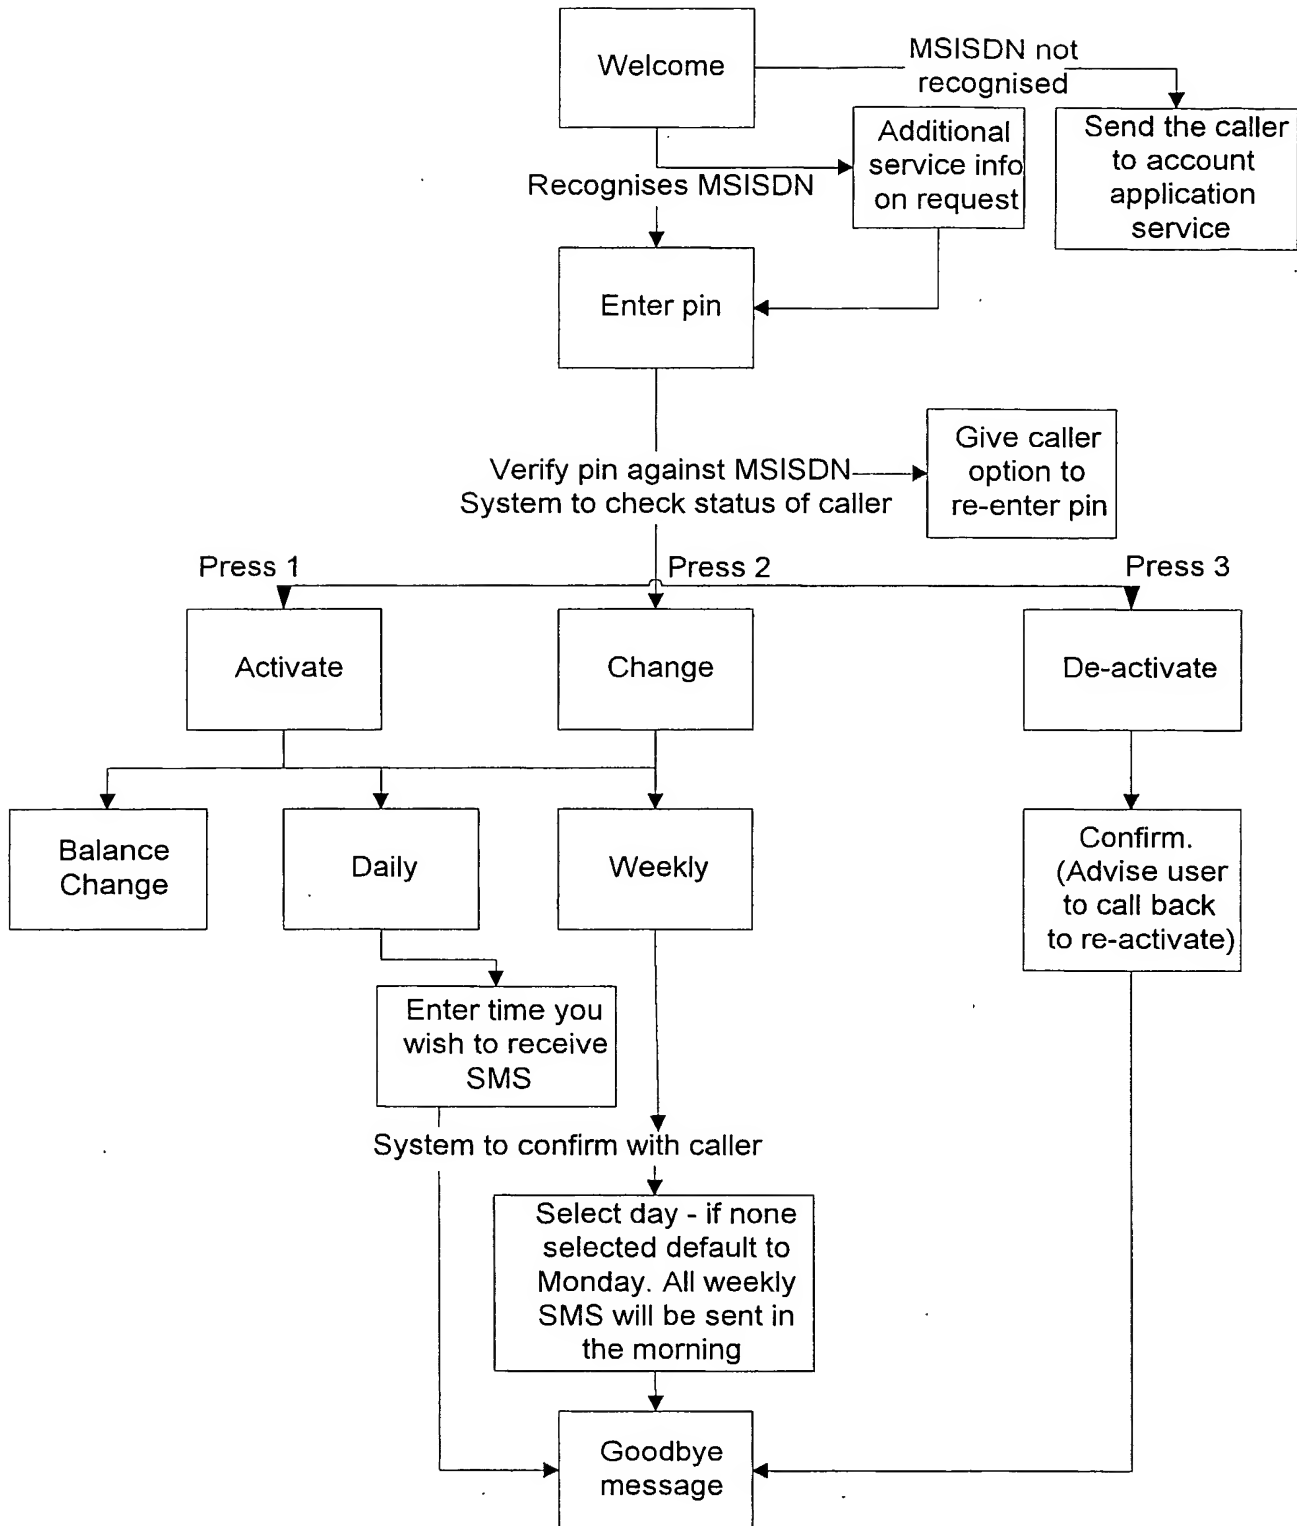 Welcome
MSISDN not
recognised
Additional
service info
on request
Send the caller
to account
application
service
Recognises MSISDN
Enter pin
Verify pin against MSISDN
System to check status of caller
Give caller
option to
re-enter pin
Press 1
Press 2
Press 3
Activate
Change
De-activate
Balance
Change
Daily
Weekly
Confirm.
(Advise user
to call back
to re-activate)
Enter time you
wish to receive
SMS
System to confirm with caller
Select day - if none
selected default to
Monday. All weekly
SMS will be sent in
the morning
Goodbye
message